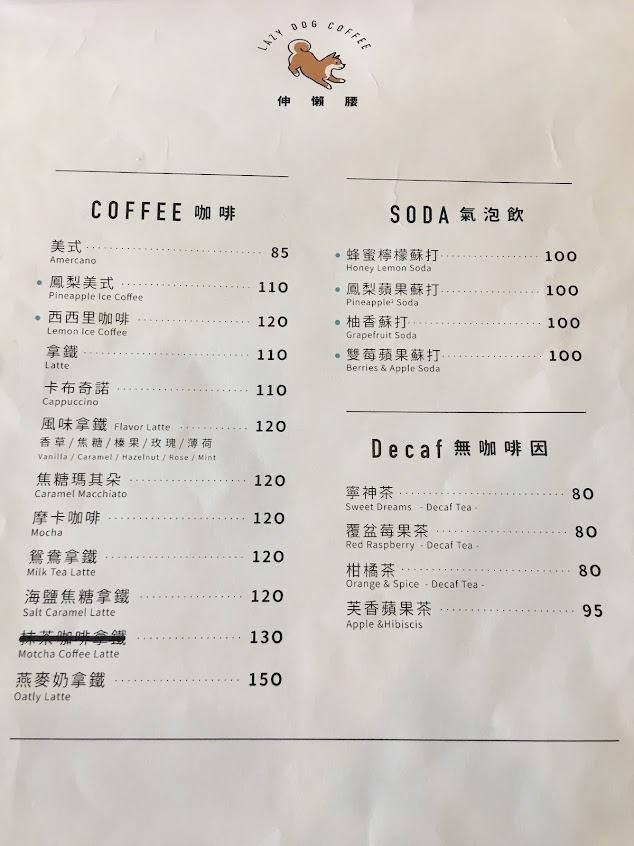 LAZY DOG COFFEE
伸懶腰
COFFEE 咖啡
美式 85
Amercano
鳳梨美式 110
Pineapple Ice Coffee
西西里咖啡 120
Lemon Ice Coffee
拿鐵 110
Latte
卡布奇諾 110
Cappuccino
風味拿鐵 Flavor Latte 120
香草/焦糖/榛果/玫瑰/薄荷
Vanilla / Caramel / Hazelnut / Rose / Mint
焦糖瑪其朵 120
Caramel Macchiato
摩卡咖啡 120
Mocha
鴛鴦拿鐵 120
Milk Tea Latte
海鹽焦糖拿鐵 120
Salt Caramel Latte
抹茶咖啡拿鐵 130
Motcha Coffee Latte
燕麥奶拿鐵 150
Oatly Latte
SODA 氣泡飲
蜂蜜檸檬蘇打 100
Honey Lemon Soda
鳳梨蘋果蘇打 100
Pineapple² Soda
柚香蘇打 100
Grapefruit Soda
雙莓蘋果蘇打 100
Berries & Apple Soda
Decaf 無咖啡因
寧神茶 80
Sweet Dreams - Decaf Tea -
覆盆莓果茶 80
Red Raspberry - Decaf Tea -
柑橘茶 80
Orange & Spice - Decaf Tea -
芙香蘋果茶 95
Apple &Hibiscis